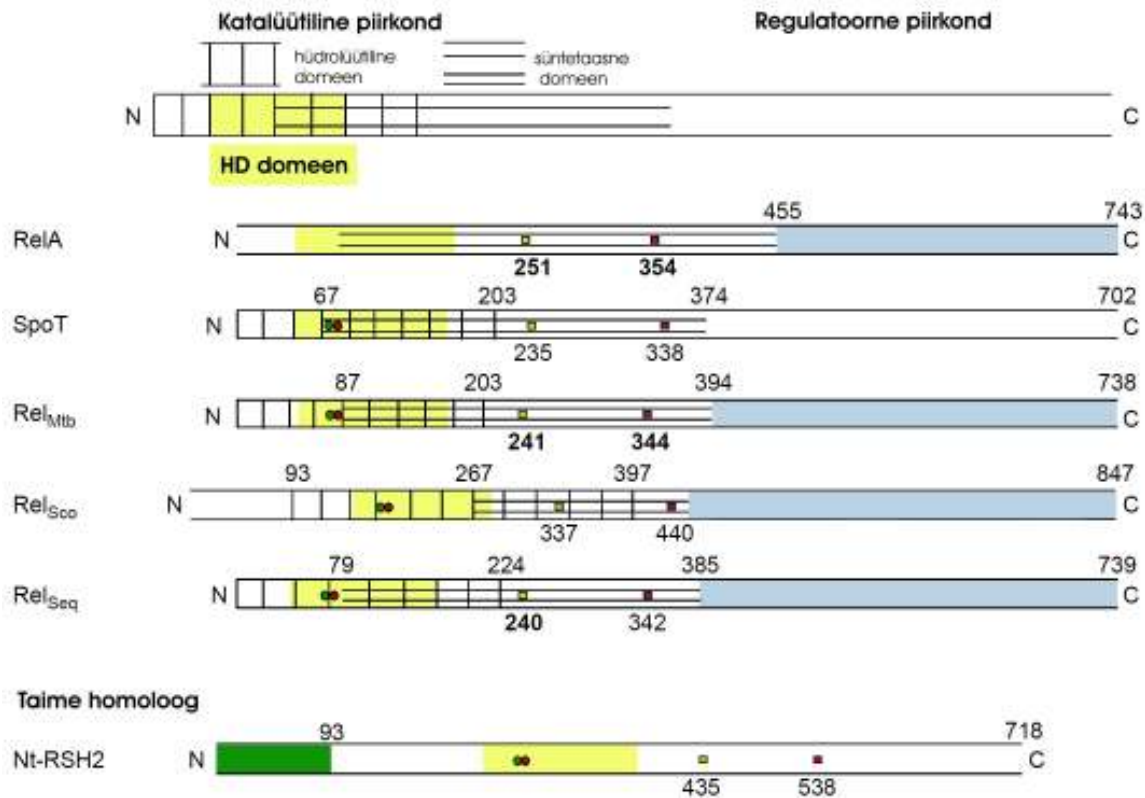 Katalüütiline piirkond Regulatoorne piirkond
hüdrolüütiline süntetaasne
domeen domeen
N C
HD domeen
455 743
RelA N C
251 354
67 203 374 702
SpoT N C
235 338
87 203 394 738
RelMtb N C
241 344
93 267 397 847
RelSco N C
337 440
79 224 385 739
RelSeq N C
240 342
Taime homoloog
93 718
Nt-RSH2 N C
435 538